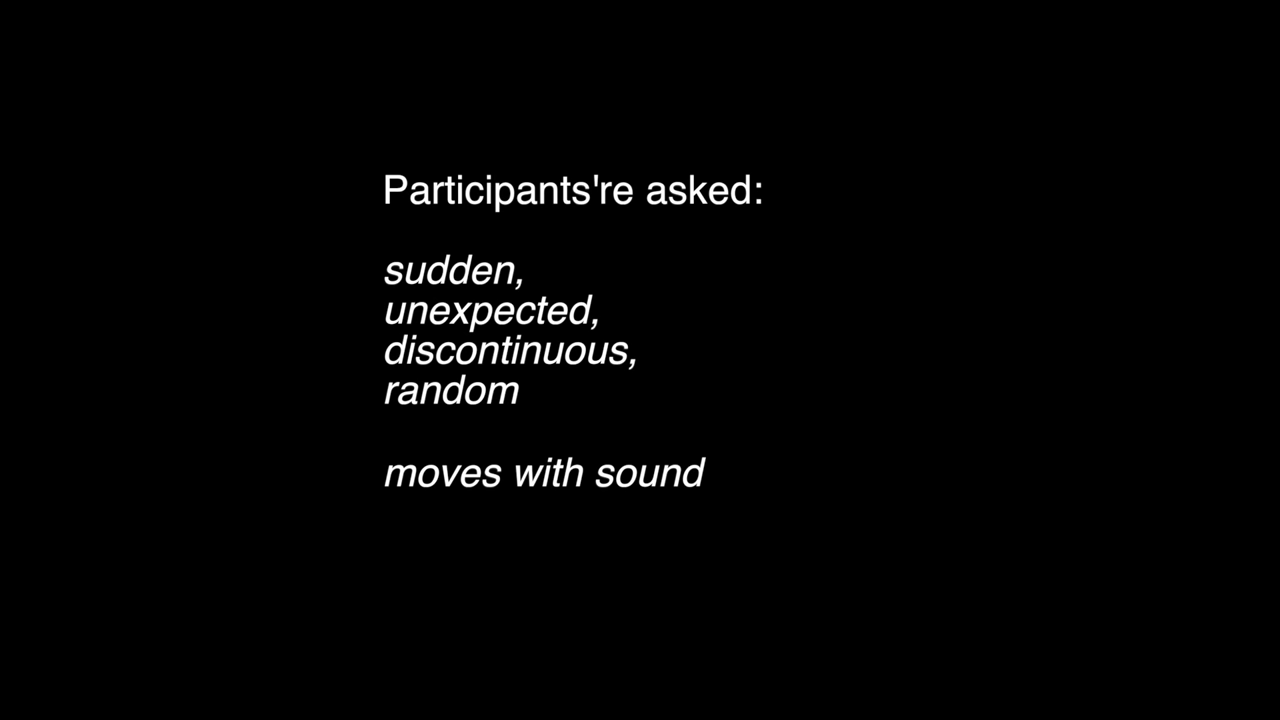 Participants're asked:
sudden,
unexpected,
discontinuous,
random
moves with sound